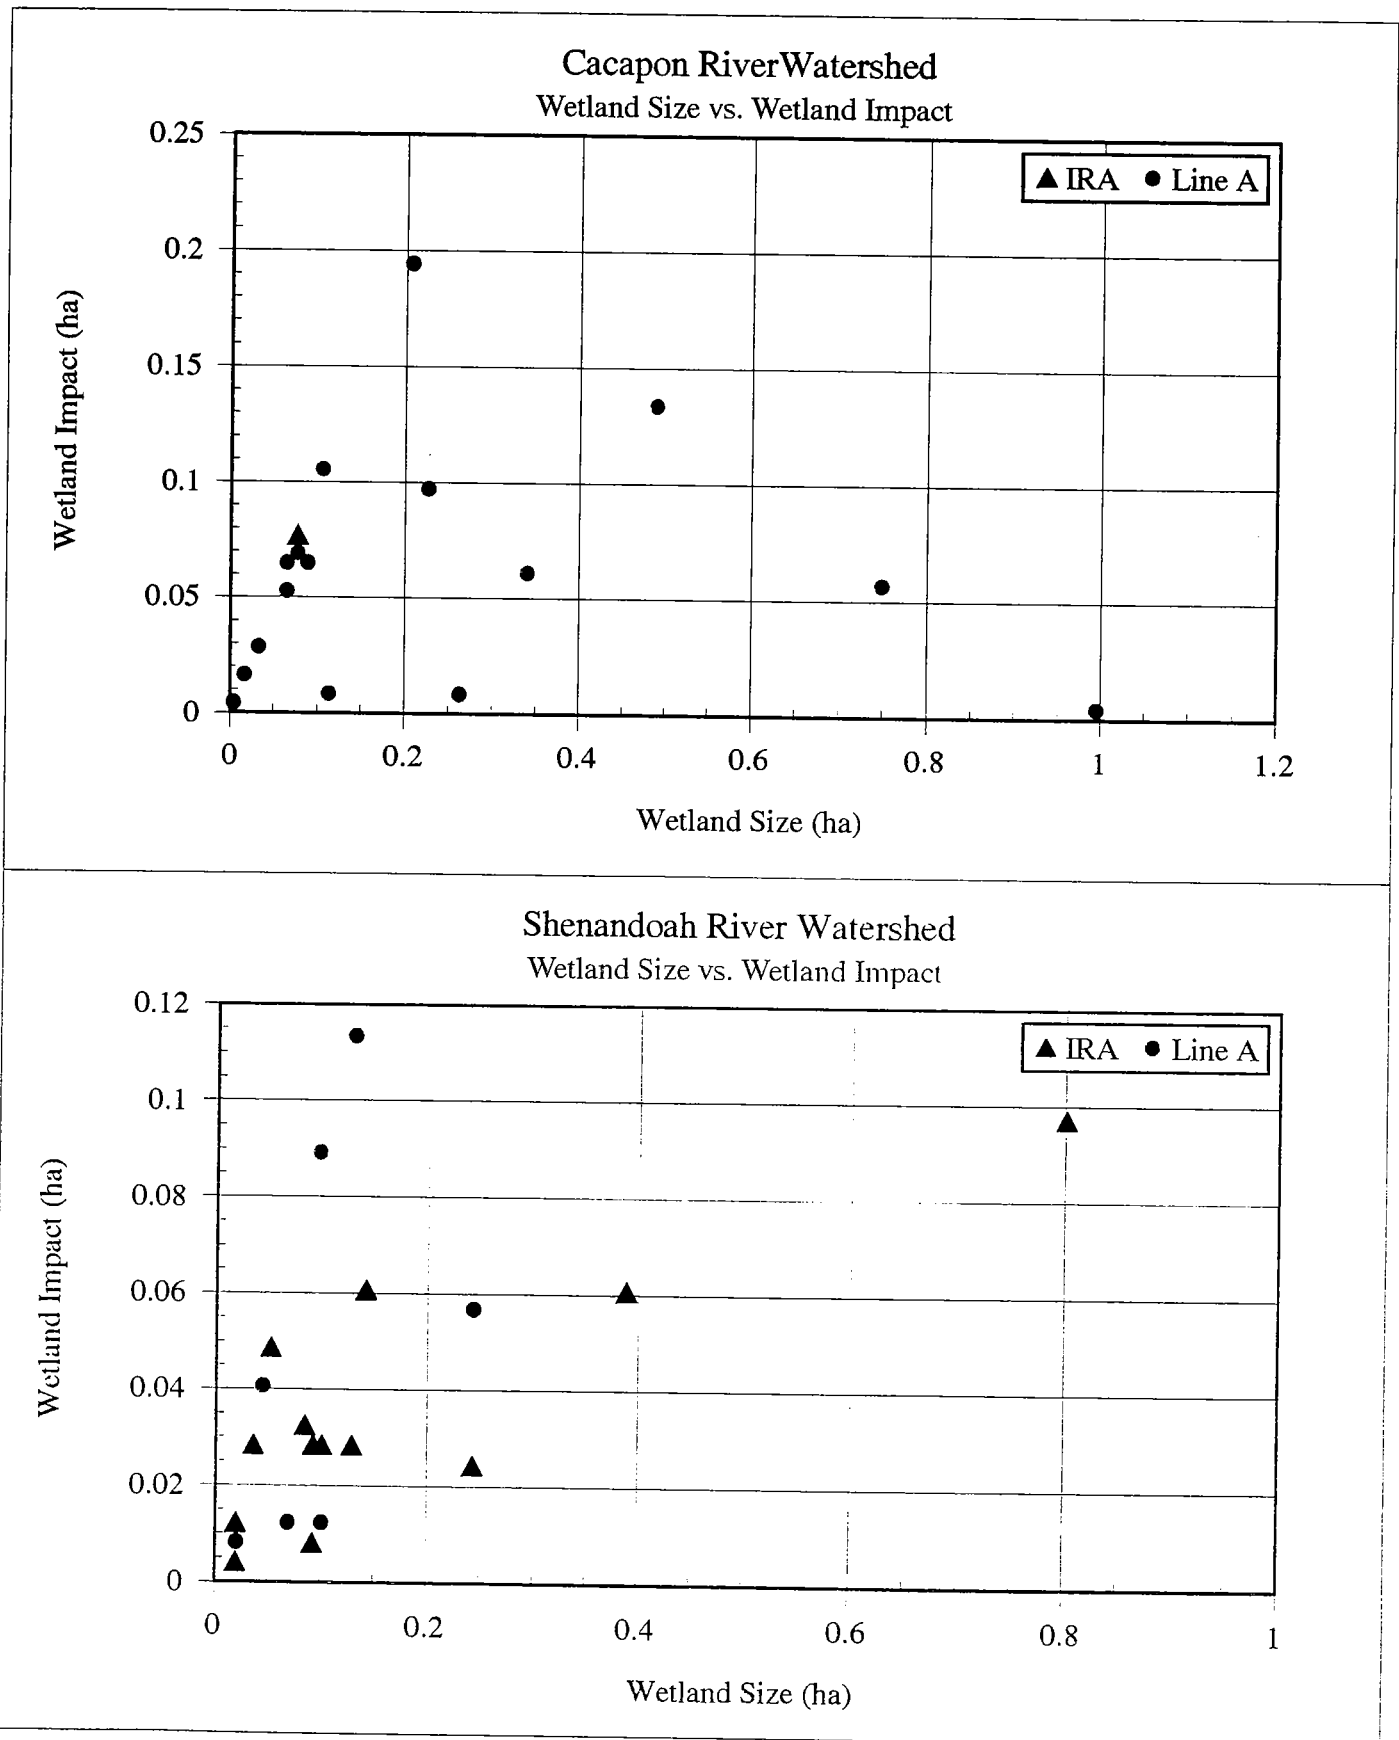 Cacapon RiverWatershed
Wetland Size vs. Wetland Impact
IRA Line A
0.25
0.2
0.15
0.1
0.05
0
Wetland Impact (ha)
0 0.2 0.4 0.6 0.8 1 1.2
Wetland Size (ha)
Shenandoah River Watershed
Wetland Size vs. Wetland Impact
IRA Line A
0.12
0.1
0.08
0.06
0.04
0.02
0
Wetland Impact (ha)
0 0.2 0.4 0.6 0.8 1
Wetland Size (ha)